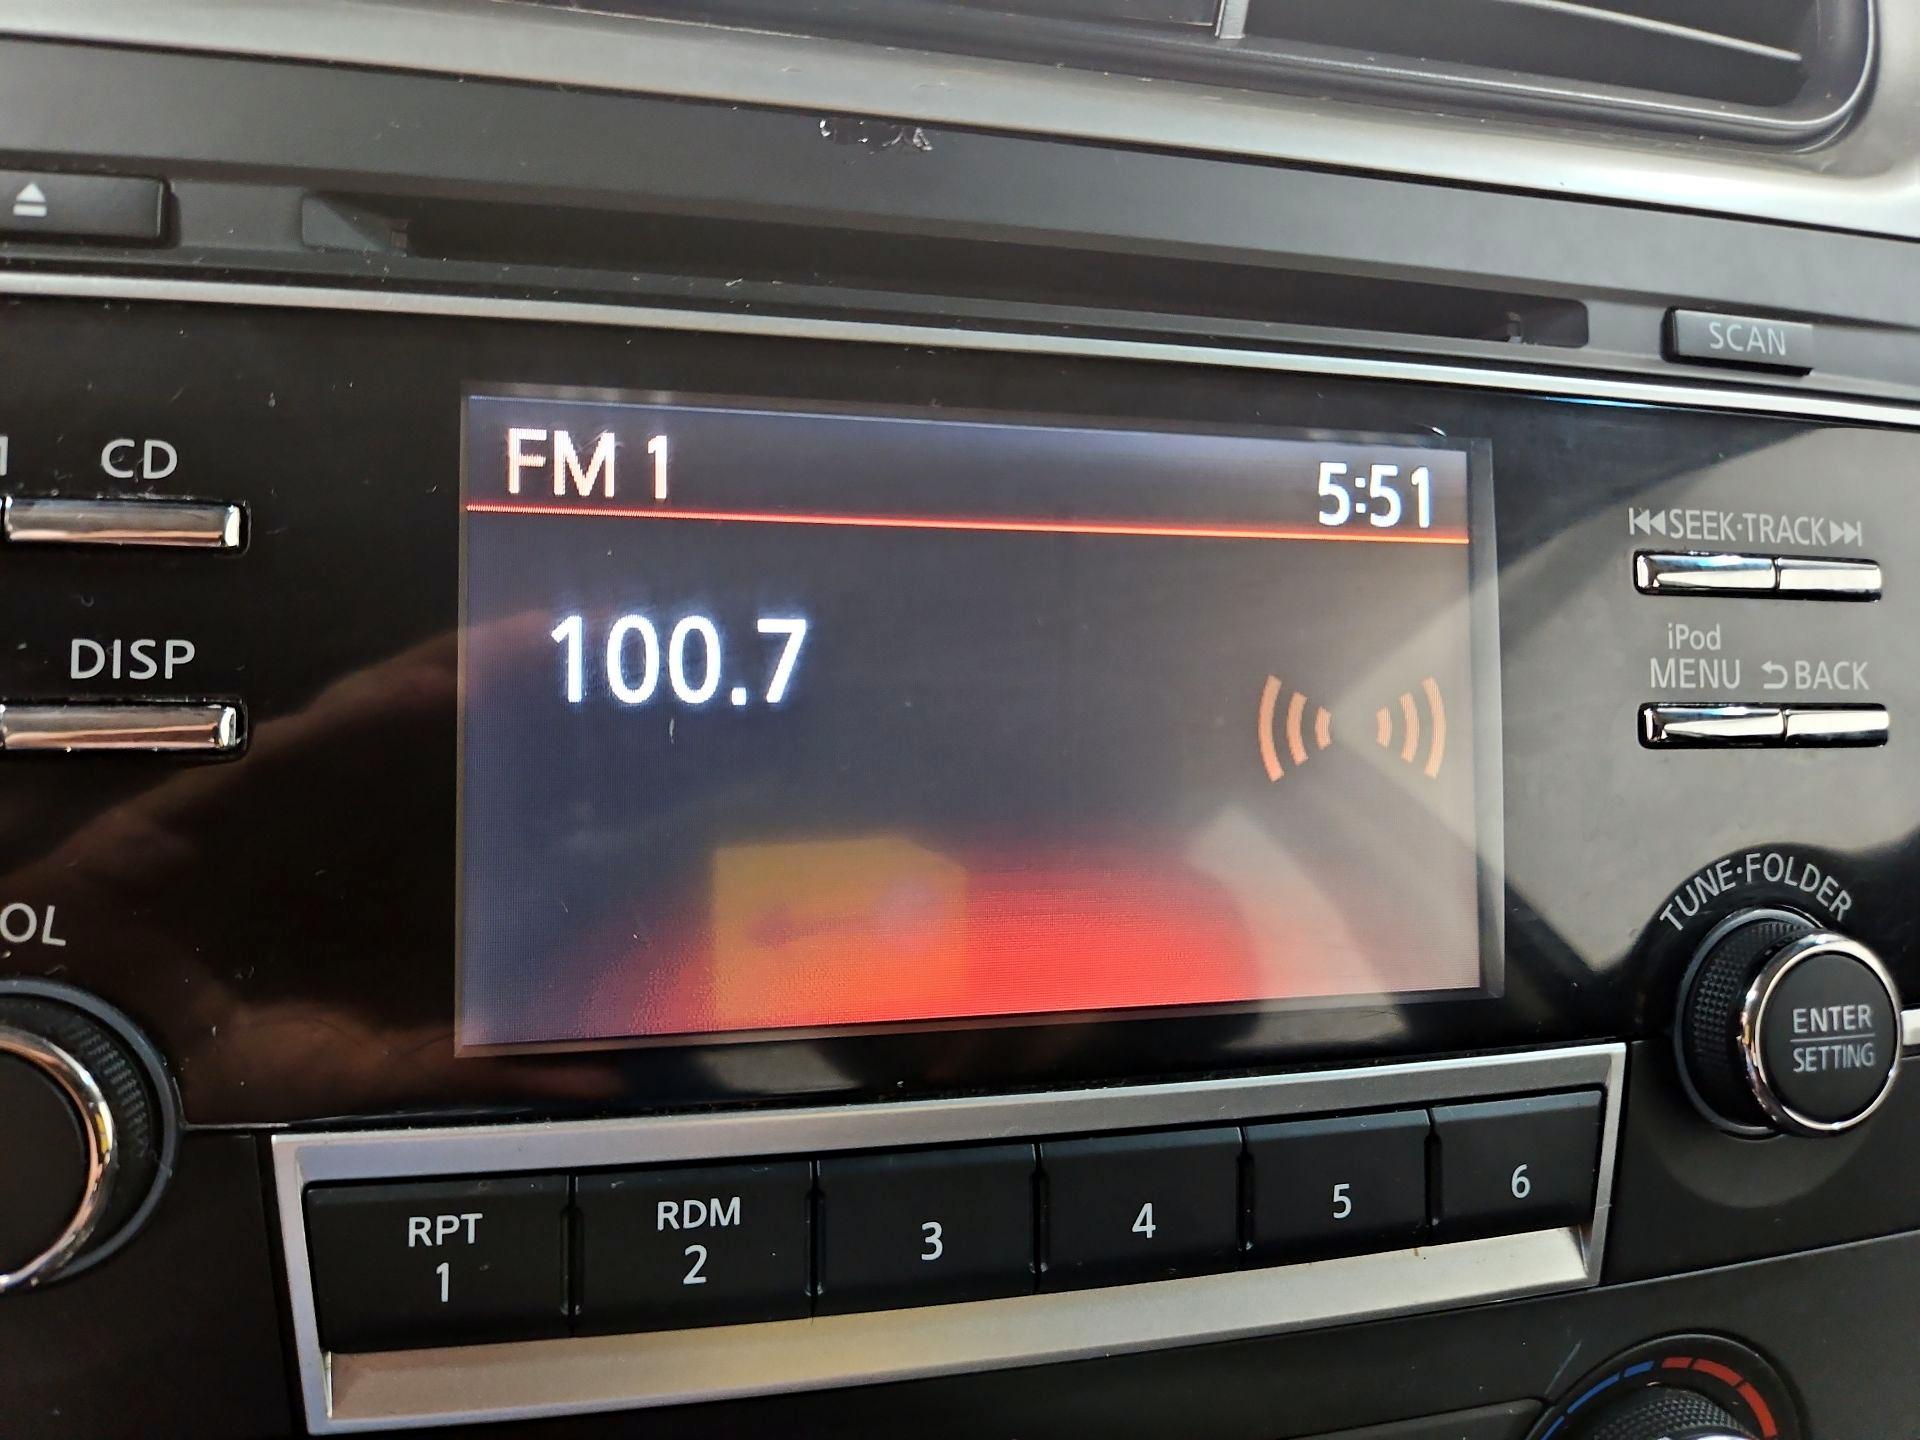 SCAN
CD
FM 1
5:51
SEEK·TRACK
100.7
iPod
MENU
BACK
DISP
TUNE·FOLDER
ENTER
SETTING
RPT
1
RDM
2
3
4
5
6